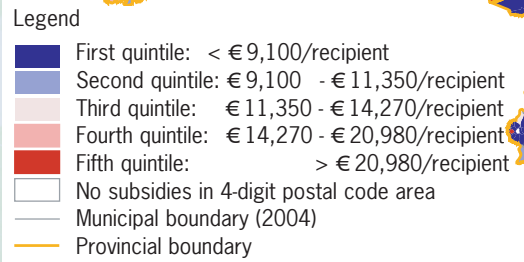 Legend
First quintile: < €9,100/recipient
Second quintile: €9,100 - €11,350/recipient
Third quintile: €11,350 - €14,270/recipient
Fourth quintile: €14,270 - €20,980/recipient
Fifth quintile: > €20,980/recipient
No subsidies in 4-digit postal code area
Municipal boundary (2004)
Provincial boundary